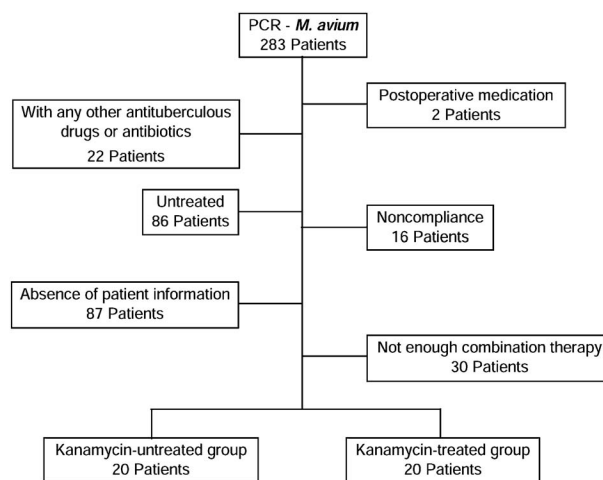 PCR - M. avium
283 Patients
Postoperative medication
2 Patients
With any other antituberculous
drugs or antibiotics
22 Patients
Untreated
86 Patients
Noncompliance
16 Patients
Absence of patient information
87 Patients
Not enough combination therapy
30 Patients
Kanamycin-untreated group
20 Patients
Kanamycin-treated group
20 Patients